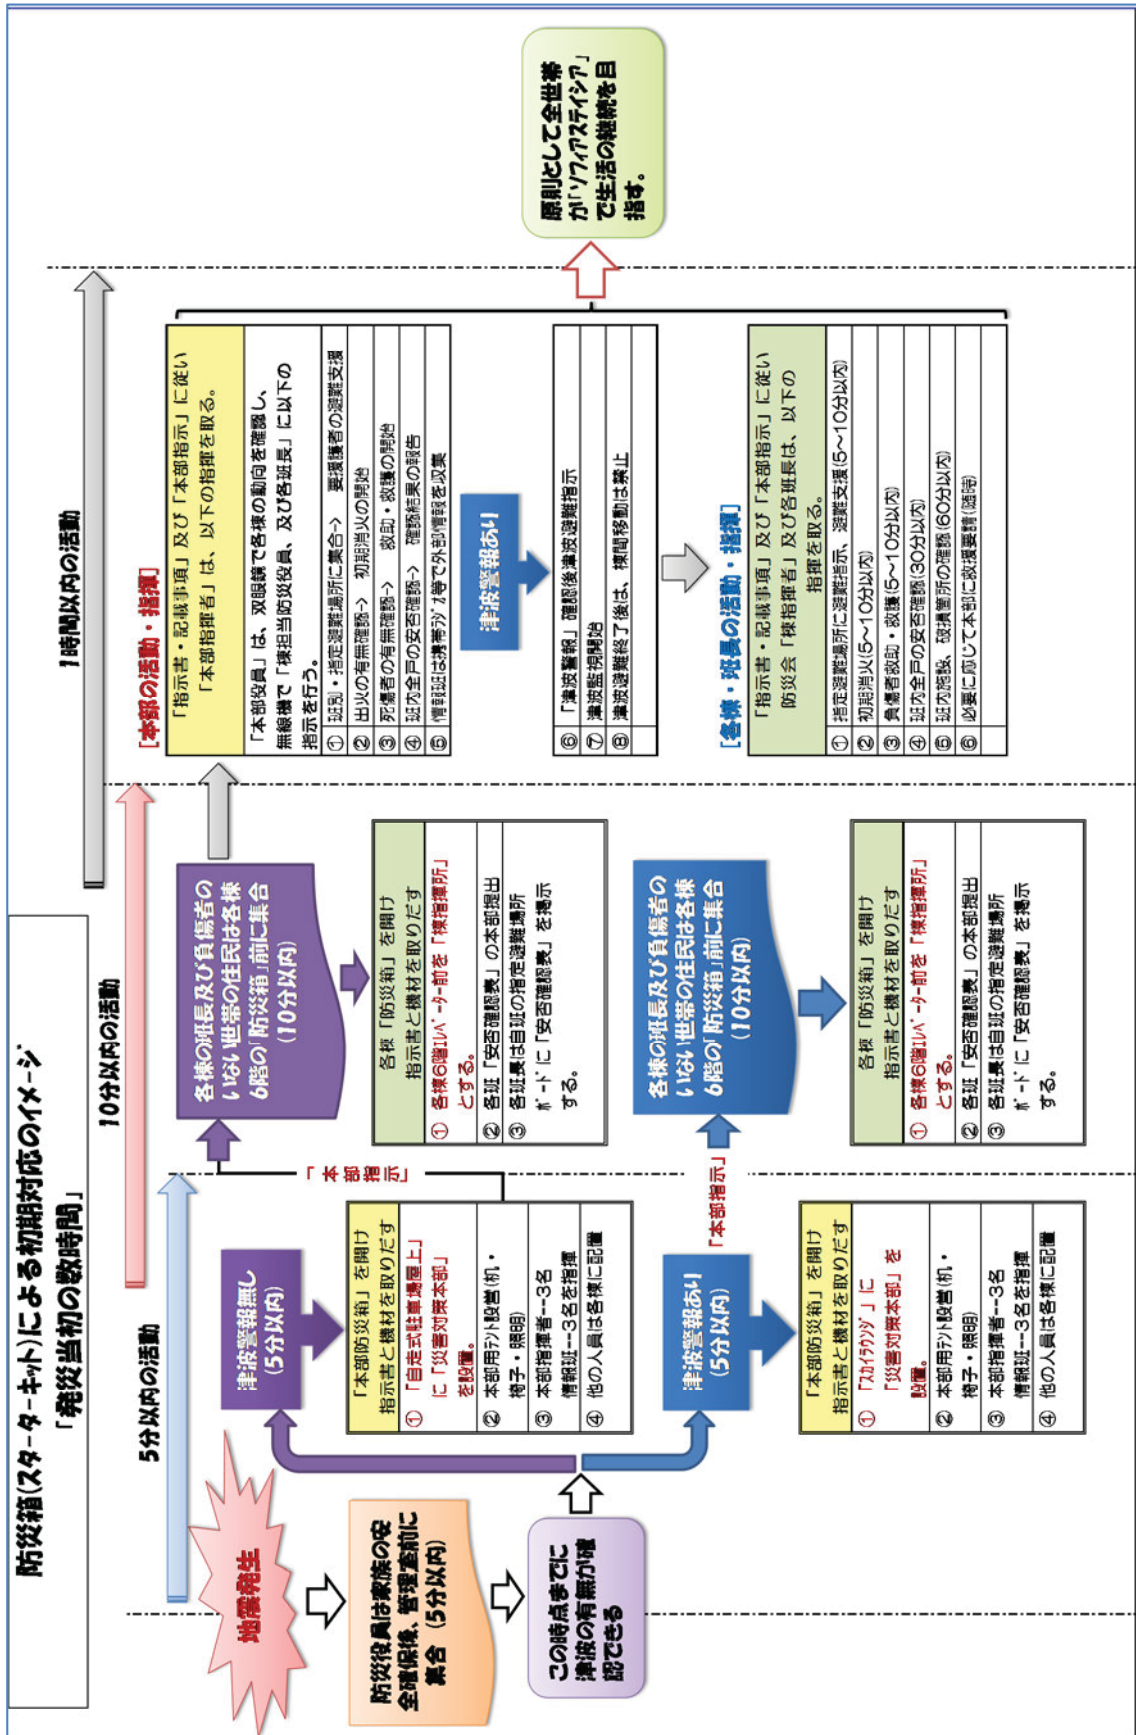 防災箱(スターターキット)による初期対応のイメージ
「発災当初の数時間」
5分以内の活動
10分以内の活動
1時間以内の活動
地震発生
防災役員は家族の安
全確保後、管理室前に
集合 (5分以内)
この時点までに
津波の有無が確
認できる
津波警報無し
(5分以内)
「本部防災箱」を開け
指示書と機材を取りだす
① 「自走式駐車場屋上」
に「災害対策本部」
を設置。
② 本部用テント設営(机・
椅子・照明)
③ 本部指揮者--3名
情報班--3名を指揮
④ 他の人員は各棟に配置
「本部指示」
各棟の班長及び負傷者の
いない世帯の住民は各棟
6階の「防災箱」前に集合
(10分以内)
各棟「防災箱」を開け
指示書と機材を取りだす
① 各棟6階エレベーター前を「棟指揮所」
とする。
② 各班「安否確認表」の本部提出
③ 各班長は自班の指定避難場所
ボードに「安否確認表」を掲示
する。
津波警報あり
(5分以内)
「本部防災箱」を開け
指示書と機材を取りだす
① 「スカイラウンジ」に
「災害対策本部」を
設置。
② 本部用テント設営(机・
椅子・照明)
③ 本部指揮者--3名
情報班--3名を指揮
④ 他の人員は各棟に配置
「本部指示」
各棟の班長及び負傷者の
いない世帯の住民は各棟
6階の「防災箱」前に集合
(10分以内)
各棟「防災箱」を開け
指示書と機材を取りだす
① 各棟6階エレベーター前を「棟指揮所」
とする。
② 各班「安否確認表」の本部提出
③ 各班長は自班の指定避難場所
ボードに「安否確認表」を掲示
する。
[本部の活動・指揮]
「指示書・記載事項」及び「本部指示」に従い
「本部指揮者」は、以下の指揮を取る。
「本部役員」は、双眼鏡で各棟の動向を確認し、
無線機で「棟担当防災役員、及び各班長」に以下の
指示を行う。
① 班別・指定避難場所に集合-> 要援護者の避難支援
② 出火の有無確認-> 初期消火の開始
③ 死傷者の有無確認-> 救助・救護の開始
④ 班内全戸の安否確認-> 確認結果の報告
⑤ 情報班は携帯ラジオ等で外部情報を収集
津波警報あり
⑥ 「津波警報」確認後津波避難指示
⑦ 津波監視開始
⑧ 津波避難終了後は、棟間移動は禁止
[各棟・班長の活動・指揮]
「指示書・記載事項」及び「本部指示」に従い
防災会「棟指揮者」及び各班長は、以下の
指揮を取る。
① 指定避難場所に避難指示、避難支援(5～10分以内)
② 初期消火(5～10分以内)
③ 負傷者救助・救護(5～10分以内)
④ 班内全戸の安否確認(30分以内)
⑤ 班内施設、破損箇所の確認(60分以内)
⑥ 必要に応じて本部に応援要請(随時)
原則として全世帯
が「ソフィアステイシア」
で生活の継続を目
指す。